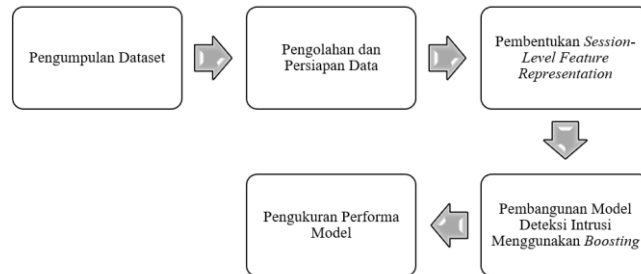 Pengumpulan Dataset
Pengolahan dan
Persiapan Data
Pembentukan Session-
Level Feature
Representation
Pembangunan Model
Deteksi Intrusi
Menggunakan Boosting
Pengukuran Performa
Model